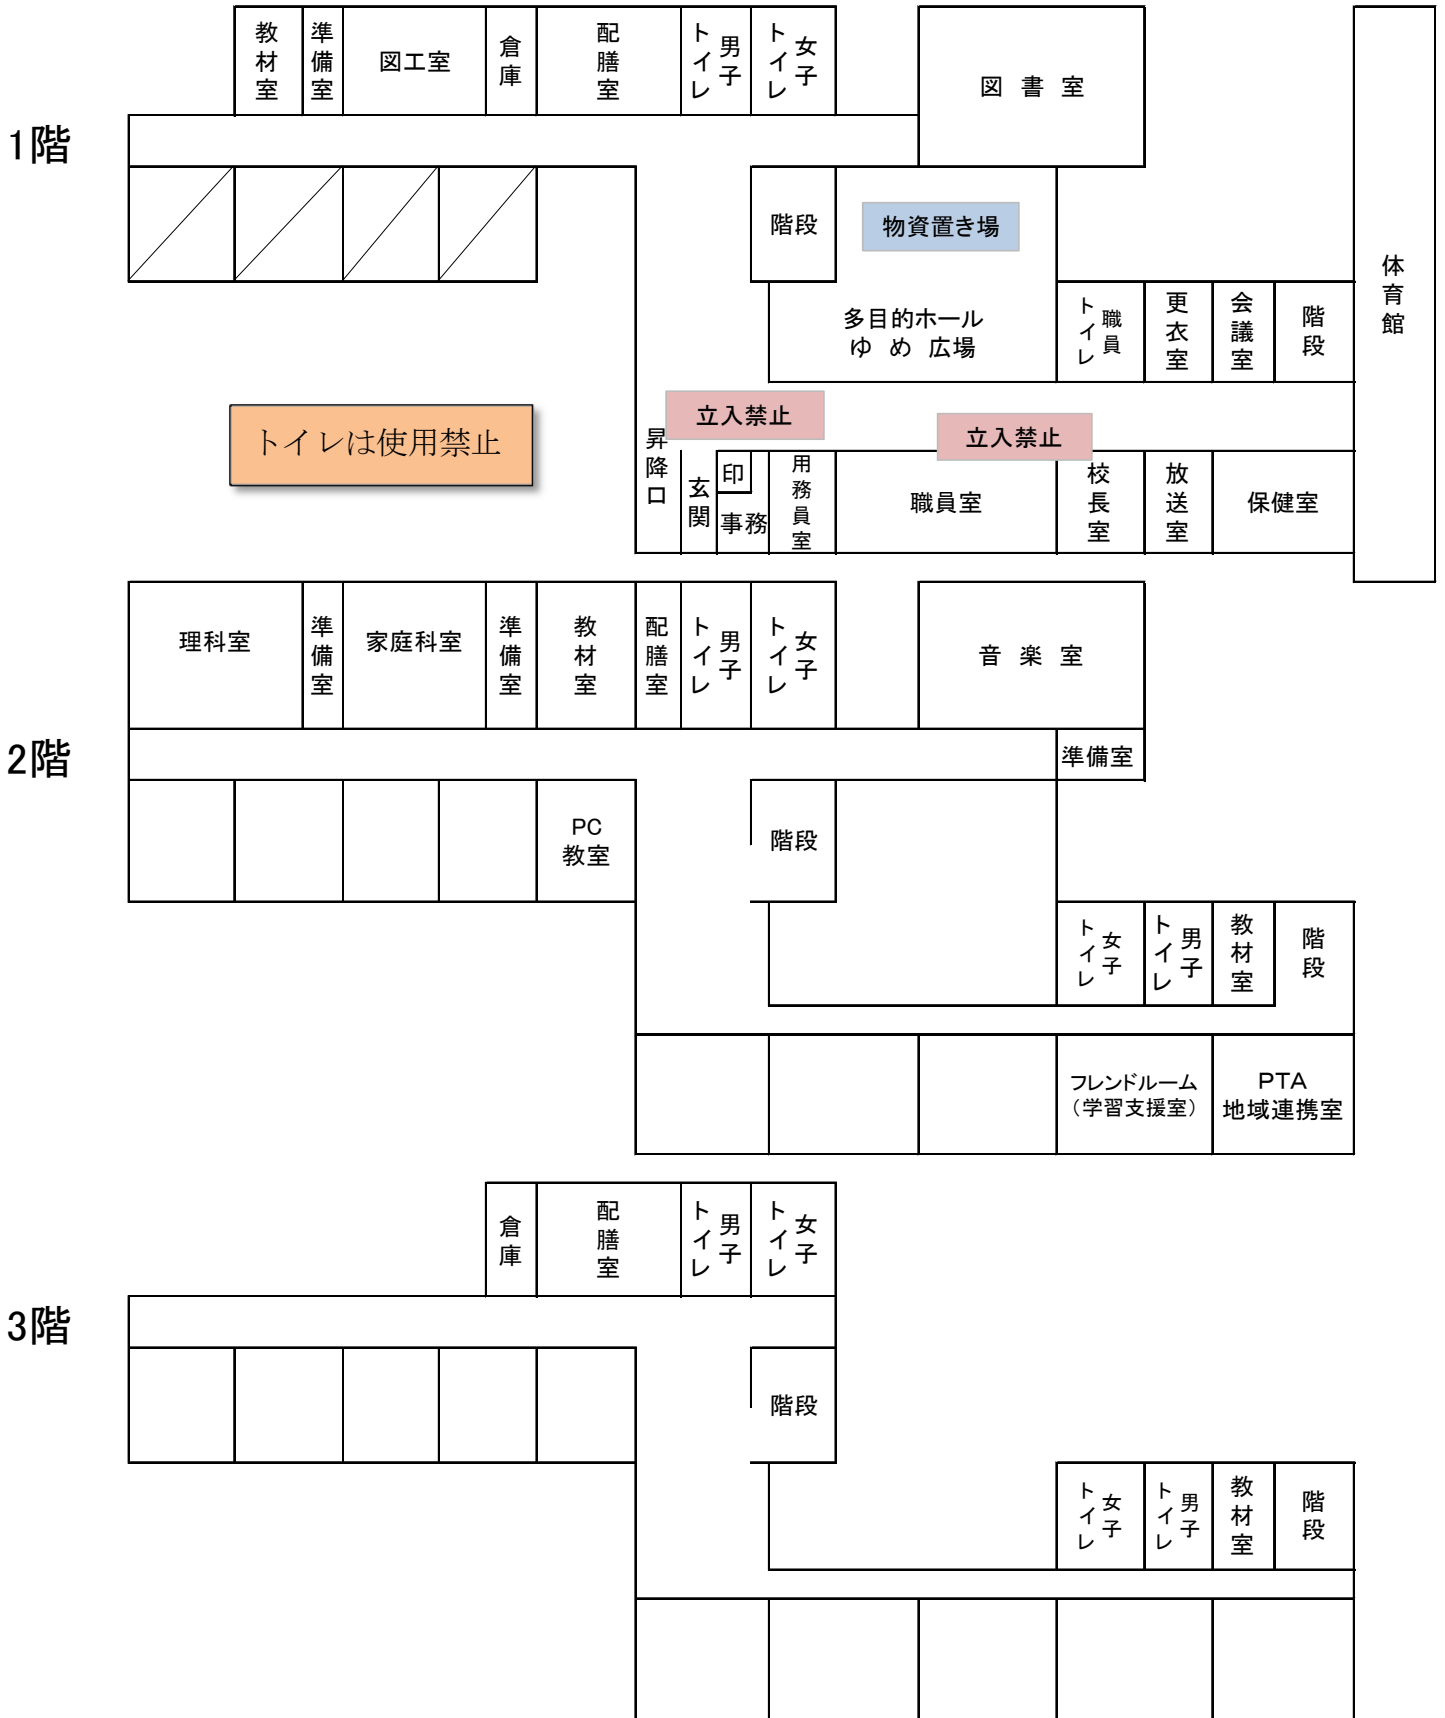 1階
教材室
準備室
図工室
倉庫
配膳室
男子トイレ
女子トイレ
図 書 室
体育館
階段
物資置き場
多目的ホール
ゆ め 広場
職員トイレ
更衣室
会議室
階段
トイレは使用禁止
立入禁止
立入禁止
昇降口
玄関
印
事務
用務員室
職員室
校長室
放送室
保健室
2階
理科室
準備室
家庭科室
準備室
教材室
配膳室
男子トイレ
女子トイレ
音 楽 室
準備室
PC
教室
階段
女子トイレ
男子トイレ
教材室
階段
フレンドルーム
(学習支援室)
PTA
地域連携室
3階
倉庫
配膳室
男子トイレ
女子トイレ
階段
女子トイレ
男子トイレ
教材室
階段